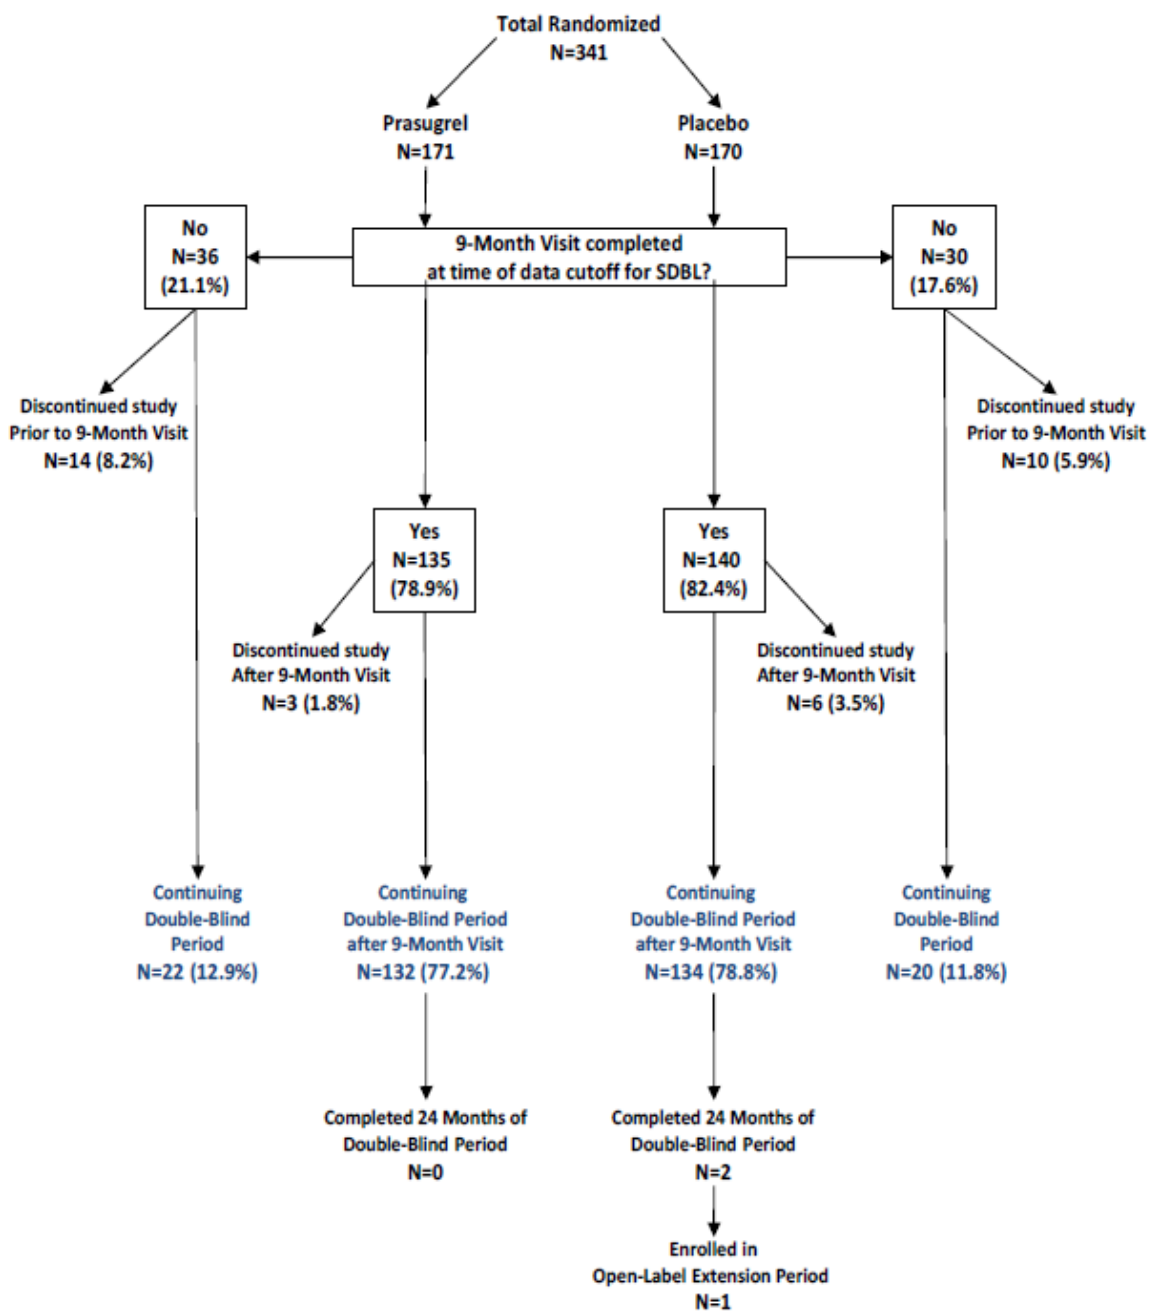 Total Randomized
N=341
Prasugrel
N=171
Placebo
N=170
No
N=36
(21.1%)
9-Month Visit completed
at time of data cutoff for SDBL?
No
N=30
(17.6%)
Discontinued study
Prior to 9-Month Visit
N=14 (8.2%)
Discontinued study
Prior to 9-Month Visit
N=10 (5.9%)
Yes
N=135
(78.9%)
Yes
N=140
(82.4%)
Discontinued study
After 9-Month Visit
N=3 (1.8%)
Discontinued study
After 9-Month Visit
N=6 (3.5%)
Continuing
Double-Blind
Period
N=22 (12.9%)
Continuing
Double-Blind Period
after 9-Month Visit
N=132 (77.2%)
Continuing
Double-Blind Period
after 9-Month Visit
N=134 (78.8%)
Continuing
Double-Blind
Period
N=20 (11.8%)
Completed 24 Months of
Double-Blind Period
N=0
Completed 24 Months of
Double-Blind Period
N=2
Enrolled in
Open-Label Extension Period
N=1